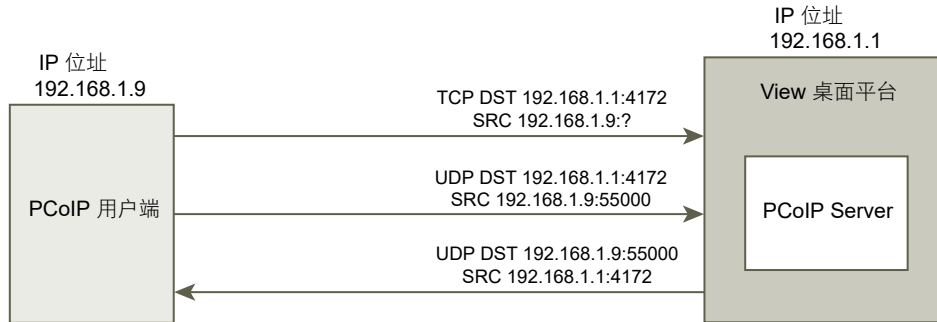 IP 位址
192.168.1.1
IP 位址
192.168.1.9
View 桌面平台
TCP DST 192.168.1.1:4172
SRC 192.168.1.9:?
UDP DST 192.168.1.1:4172
SRC 192.168.1.9:55000
PCoIP 用户端
PCoIP Server
UDP DST 192.168.1.9:55000
SRC 192.168.1.1:4172